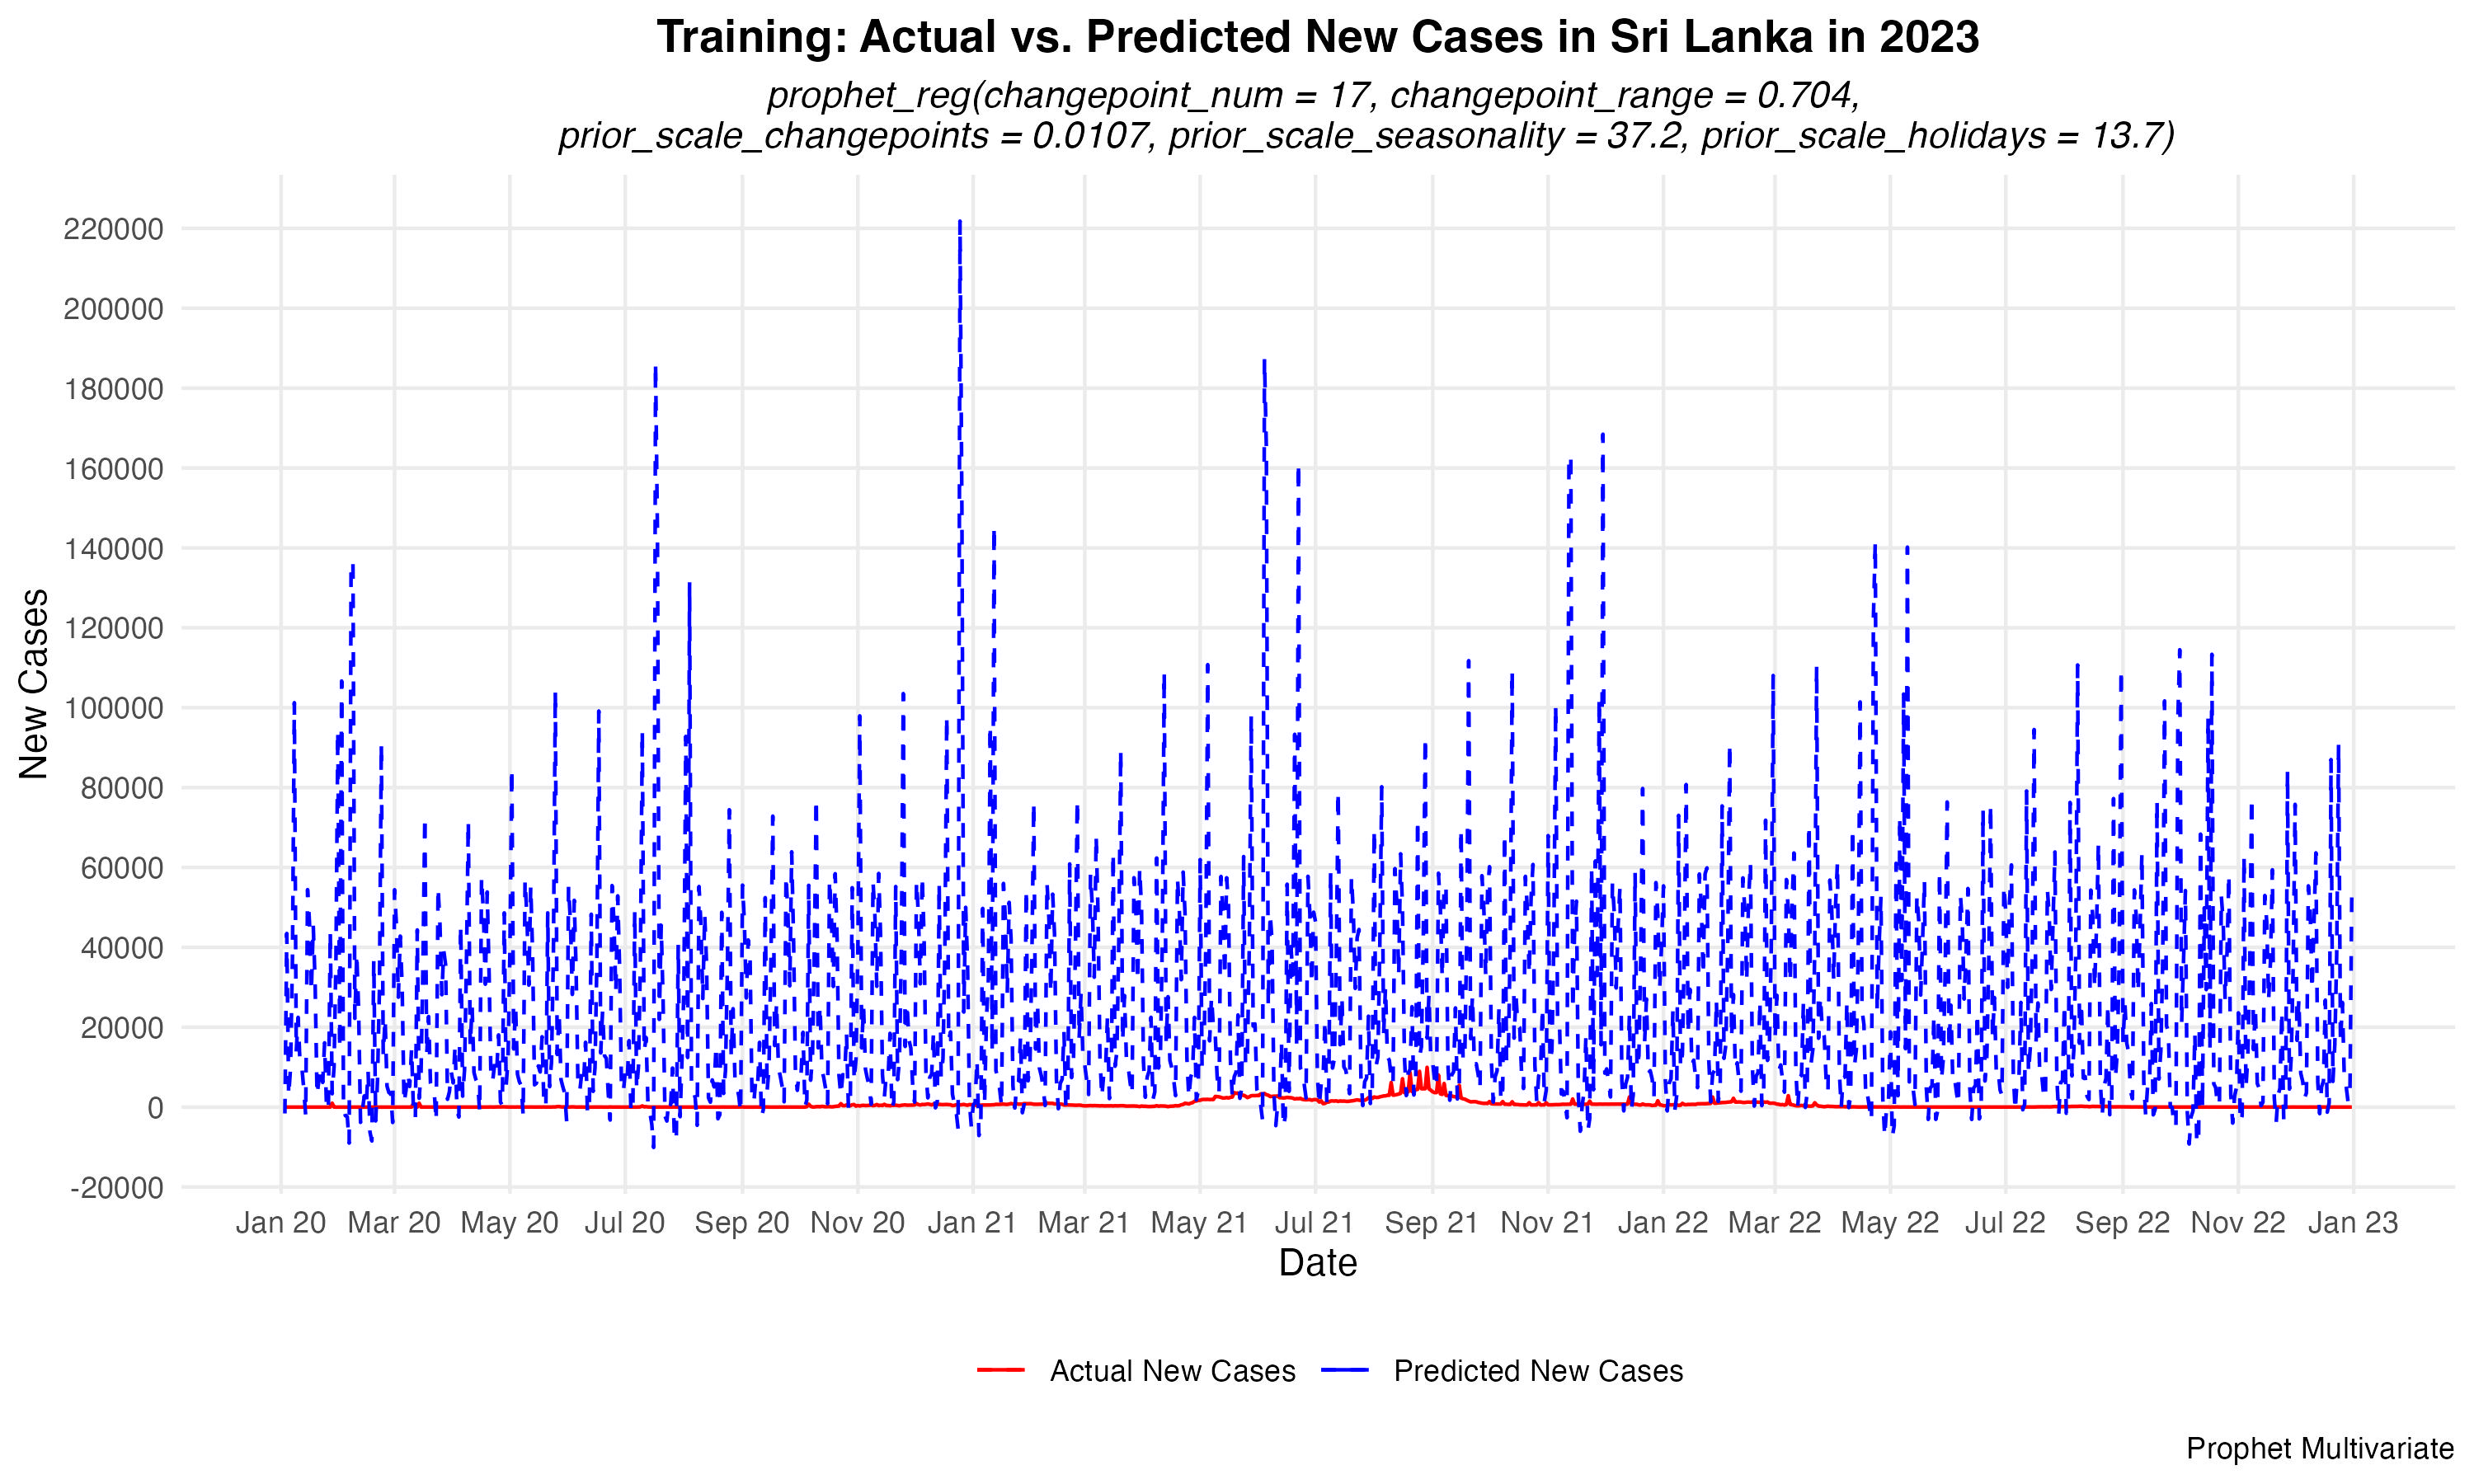 Training: Actual vs. Predicted New Cases in Sri Lanka in 2023
prophet_reg(changepoint_num = 17, changepoint_range = 0.704,
prior_scale_changepoints = 0.0107, prior_scale_seasonality = 37.2, prior_scale_holidays = 13.7)
New Cases
220000
200000
180000
160000
140000
120000
100000
80000
60000
40000
20000
0
-20000
Jan 20 Mar 20 May 20 Jul 20 Sep 20 Nov 20 Jan 21 Mar 21 May 21 Jul 21 Sep 21 Nov 21 Jan 22 Mar 22 May 22 Jul 22 Sep 22 Nov 22 Jan 23
Date
Actual New Cases Predicted New Cases
Prophet Multivariate